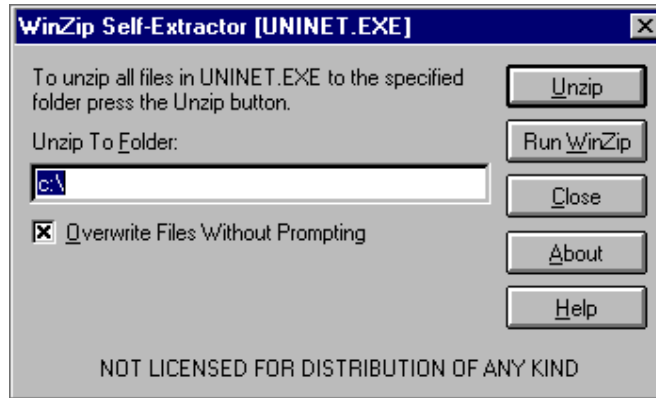 WinZip Self-Extractor [UNINET.EXE]
To unzip all files in UNINET.EXE to the specified
folder press the Unzip button.
Unzip To Folder:
c:\
Overwrite Files Without Prompting
Unzip
Run WinZip
Close
About
Help
NOT LICENSED FOR DISTRIBUTION OF ANY KIND